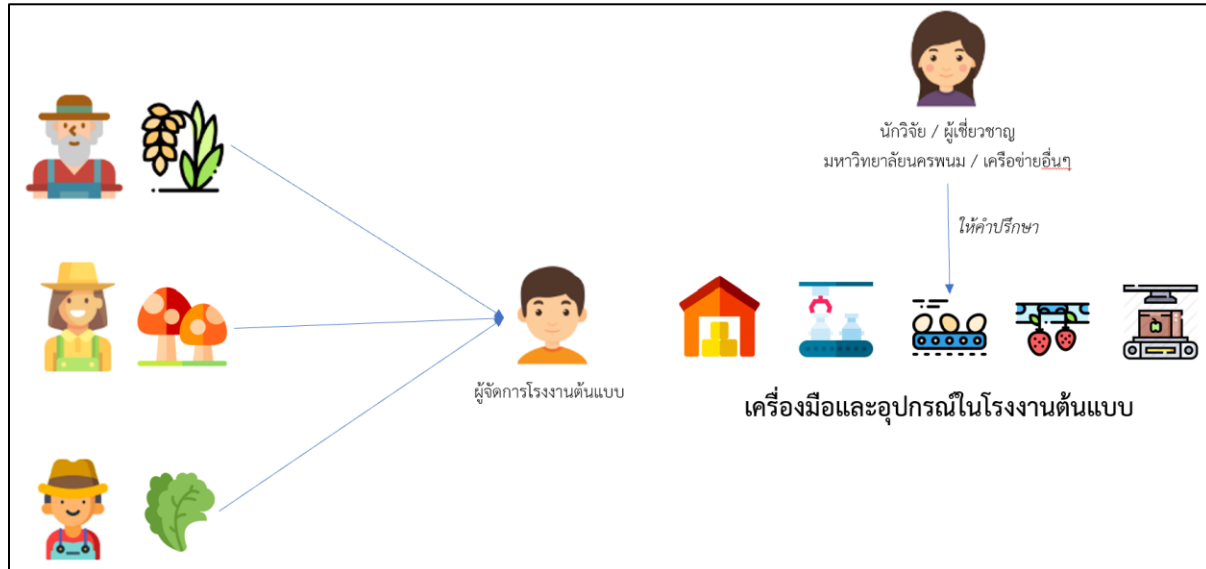 นักวิจัย / ผู้เชี่ยวชาญ
มหาวิทยาลัยนครพนม / เครือข่ายอื่นๆ
ให้คำปรึกษา
ผู้จัดการโรงงานต้นแบบ
เครื่องมือและอุปกรณ์ในโรงงานต้นแบบ